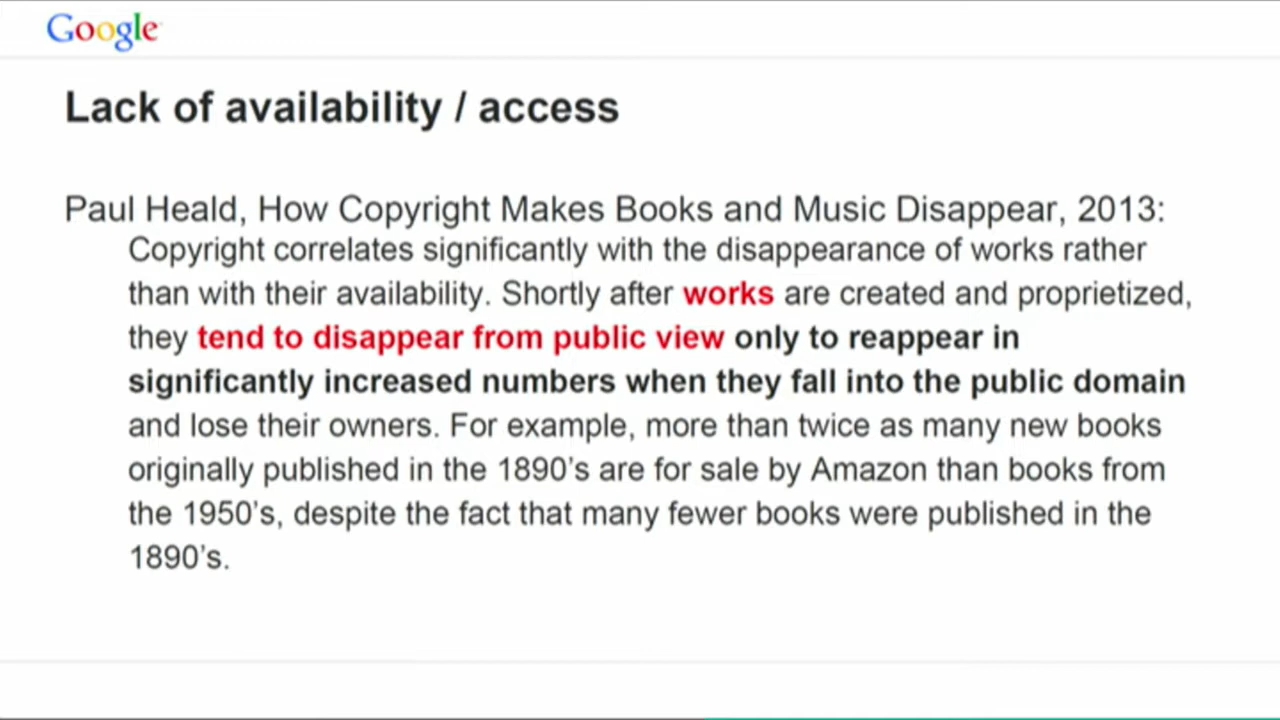 Google
Lack of availability / access
Paul Heald, How Copyright Makes Books and Music Disappear, 2013:
Copyright correlates significantly with the disappearance of works rather
than with their availability. Shortly after works are created and proprietized,
they tend to disappear from public view only to reappear in
significantly increased numbers when they fall into the public domain
and lose their owners. For example, more than twice as many new books
originally published in the 1890's are for sale by Amazon than books from
the 1950's, despite the fact that many fewer books were published in the
1890's.